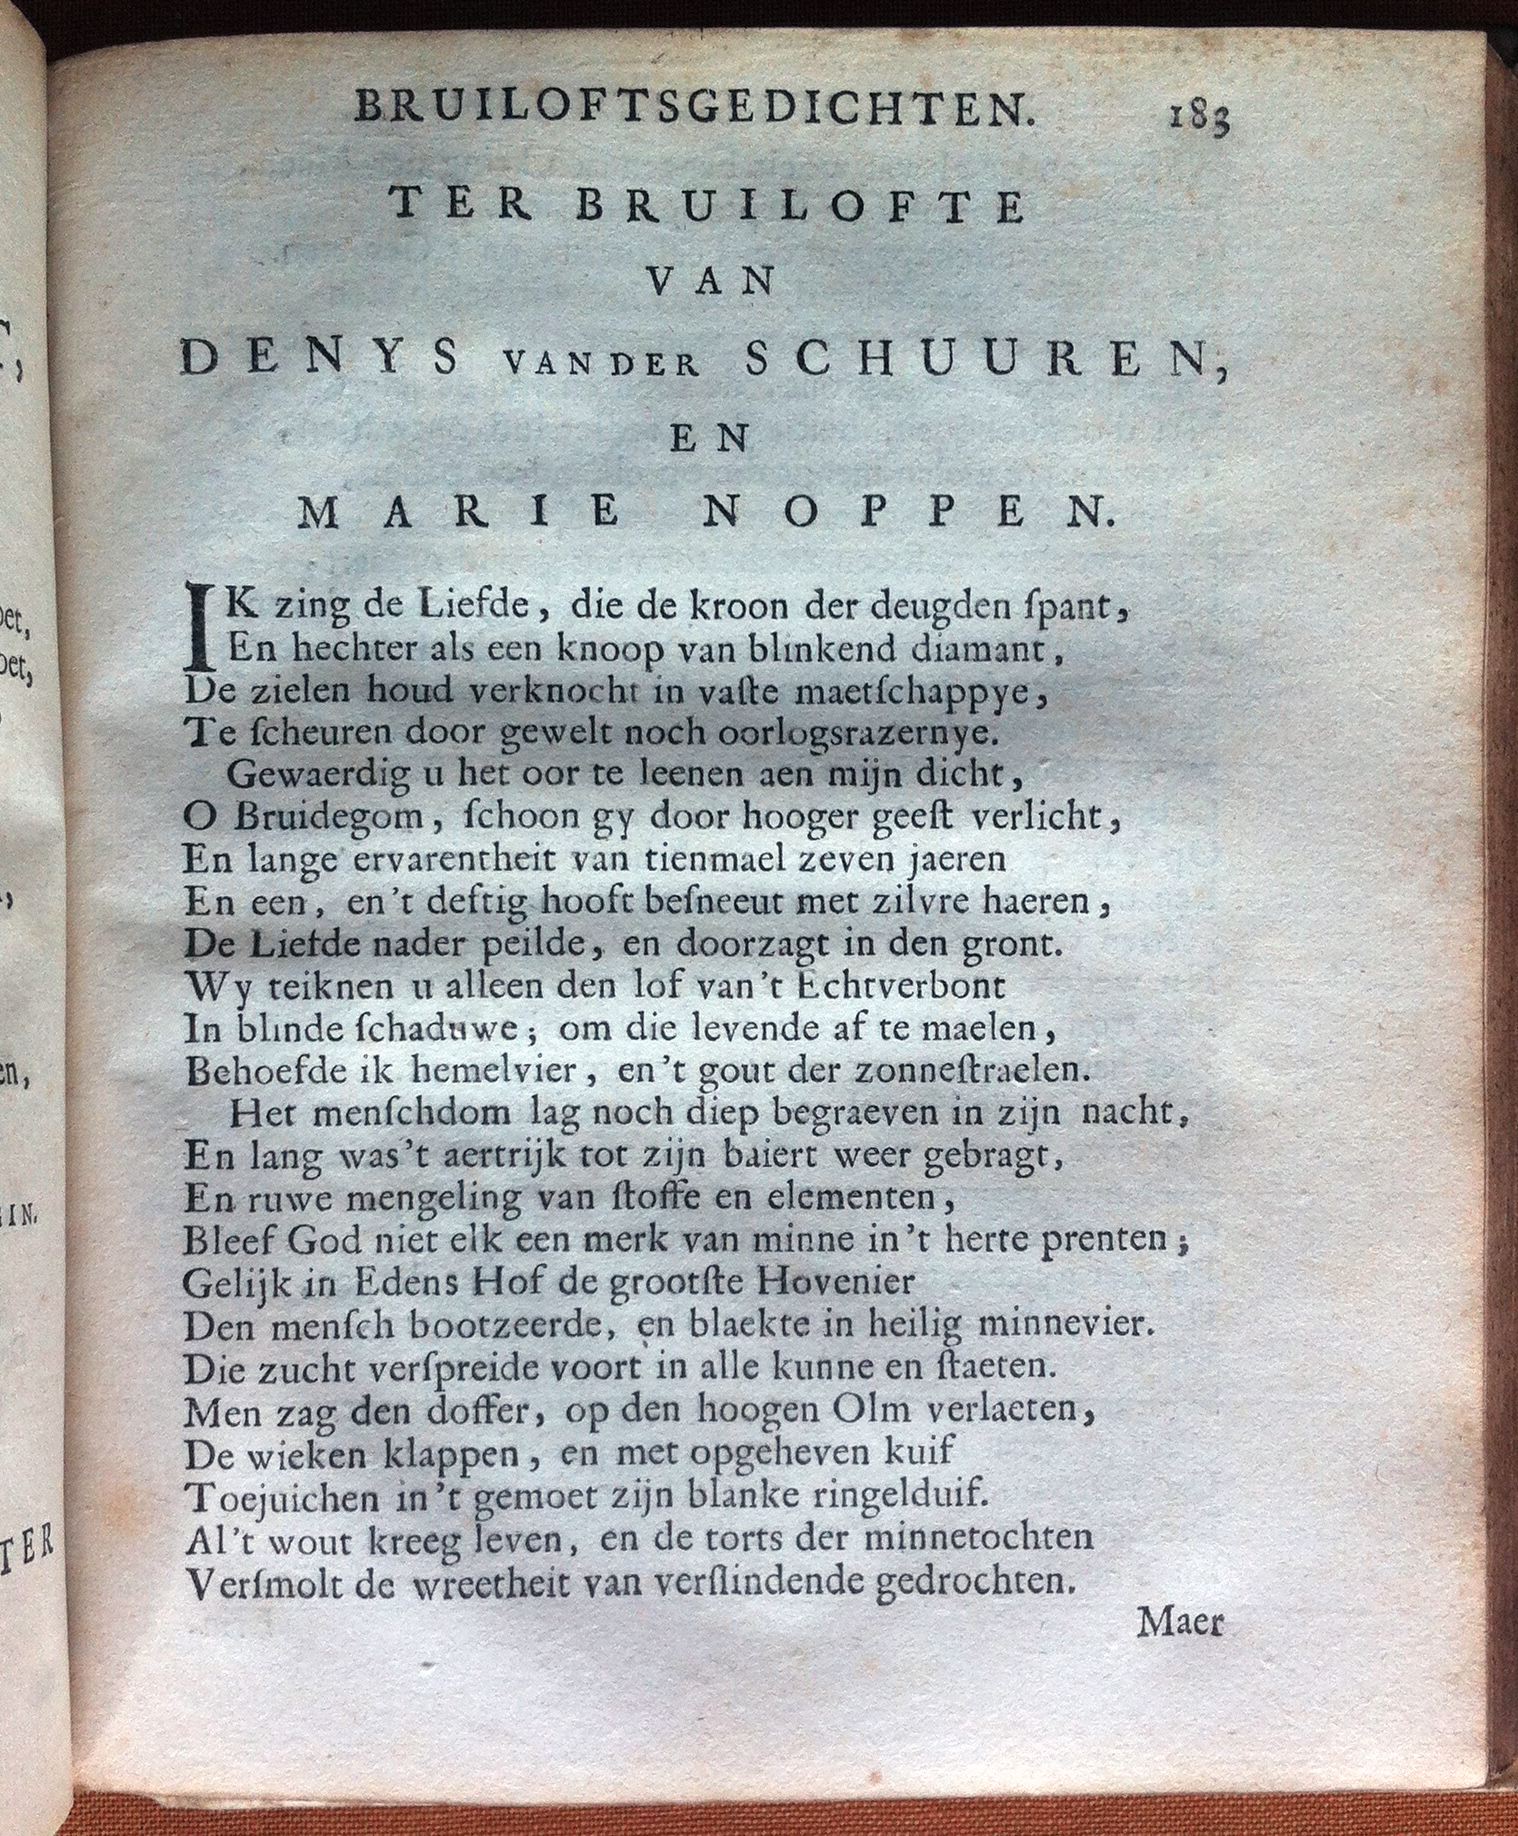 BRUILOFTSGEDICHTEN. 183
TER BRUILOFTE
VAN
DENYS VANDER SCHUUREN,
EN
MARIE NOPPEN.
IK zing de Liefde, die de kroon der deugden ſpant,
En hechter als een knoop van blinkend diamant,
De zielen houd verknocht in vaſte maetſchappye,
Te ſcheuren door gewelt noch oorlogsrazernye.
Gewaerdig u het oor te leenen aen mijn dicht,
O Bruidegom, ſchoon gy door hooger geeſt verlicht,
En lange ervarentheit van tienmael zeven jaeren
En een, en't deftig hooft beſneeut met zilvre haeren,
De Liefde nader peilde, en doorzagt in den gront.
Wy teiknen u alleen den lof van't Echtverbont
In blinde ſchaduwe; om die levende af te maelen,
Behoefde ik hemelvier, en't gout der zonneſtraelen.
Het menſchdom lag noch diep begraeven in zijn nacht,
En lang was't aertrijk tot zijn baiert weer gebragt,
En ruwe mengeling van ſtoffe en elementen,
Bleef God niet elk een merk van minne in't herte prenten;
Gelijk in Edens Hof de grootſte Hovenier
Den menſch bootzeerde, en blaekte in heilig minnevier.
Die zucht verſpreide voort in alle kunne en ſtaeten.
Men zag den doffer, op den hoogen Olm verlaeten,
De wieken klappen, en met opgeheven kuif
Toejuichen in't gemoet zijn blanke ringelduif.
Al't wout kreeg leven, en de torts der minnetochten
Verſmolt de wreetheit van verſlindende gedrochten.
Maer
oet,
oet,
en,
IN.
TER